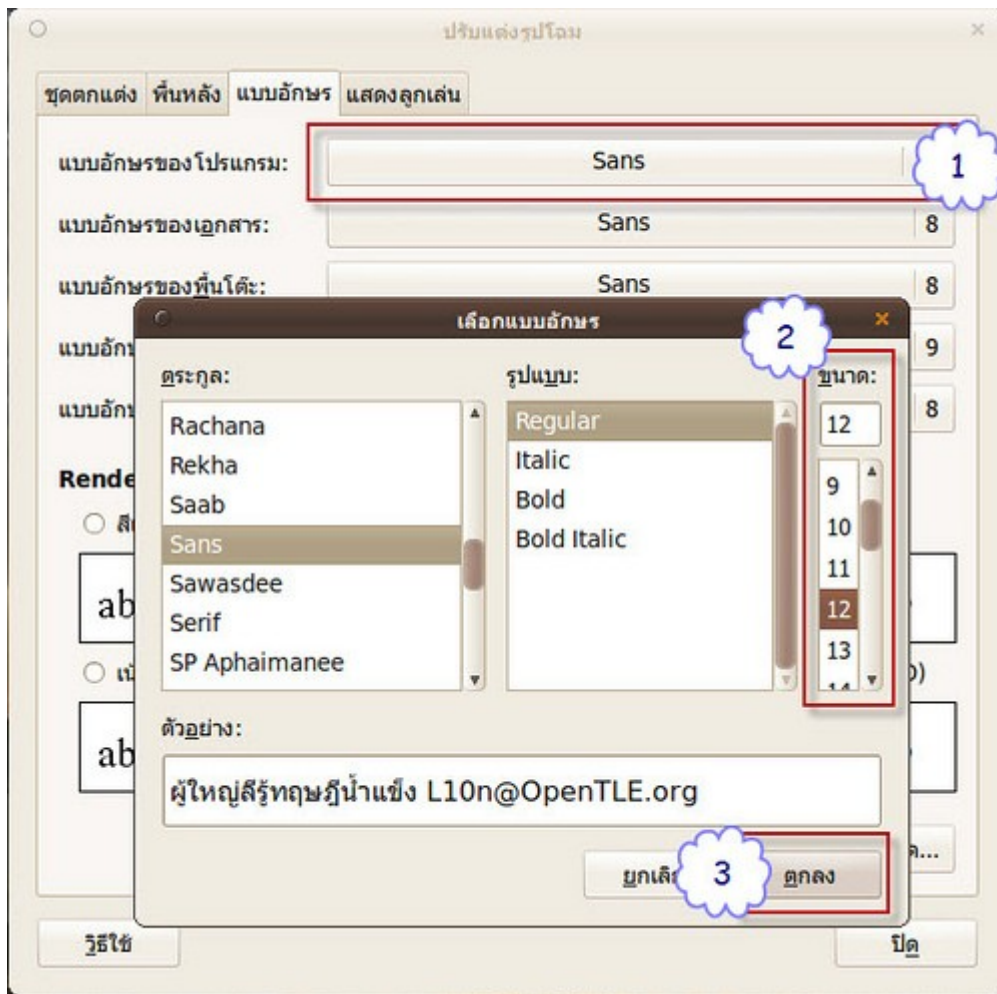 ปรับแต่งรูปโฉม
ชุดตกแต่ง พื้นหลัง แบบอักษร แสดงลูกเล่น
แบบอักษรของโปรแกรม: Sans 1
แบบอักษรของเอกสาร: Sans 8
แบบอักษรของพื้นโต๊ะ: Sans 8
9
8
เลือกแบบอักษร
2
ตระกูล: รูปแบบ: ขนาด:
Rachana Regular 12
Rekha Italic 9
Saab Bold 10
Sans Bold Italic 11
Sawasdee 12
Serif 13
SP Aphaimanee 14
ตัวอย่าง:
ผู้ใหญ่ลีรู้ทฤษฎีน้ำแข็ง L10n@OpenTLE.org
3 ตกลง
วิธีใช้ ปิด